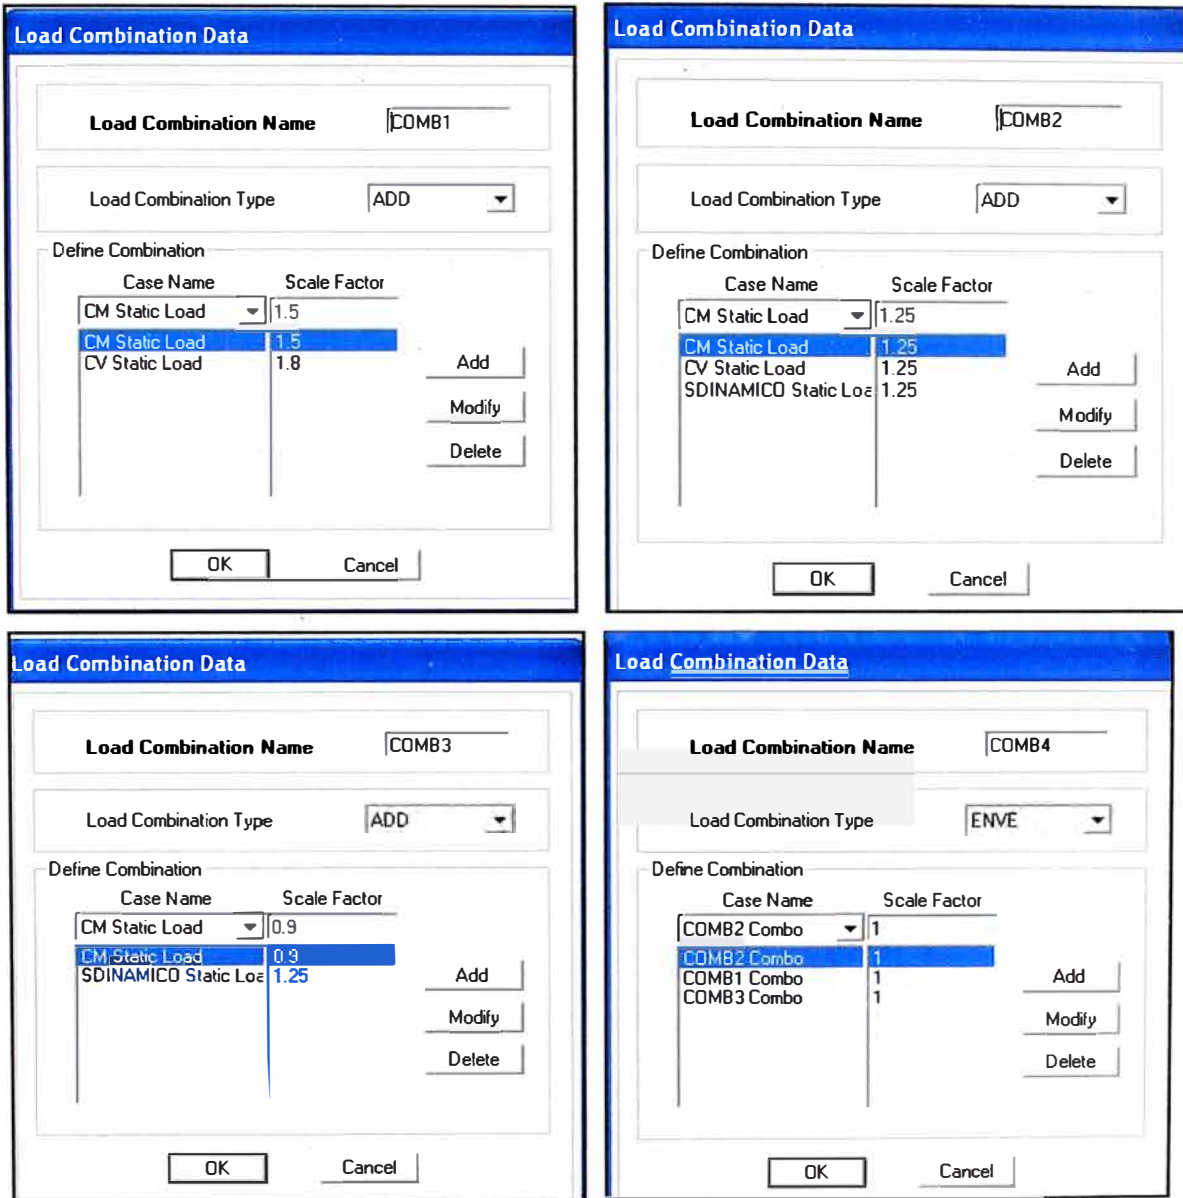 Load Combination Data
Load Combination Name COMB1
Load Combination Type ADD
Define Combination
Case Name Scale Factor
CM Static Load 1.5
CM Static Load 1.5
CV Static Load 1.8
Add
Modify
Delete
OK Cancel
Load Combination Data
Load Combination Name COMB2
Load Combination Type ADD
Define Combination
Case Name Scale Factor
CM Static Load 1.25
CM Static Load 1.25
CV Static Load 1.25
SDINAMICO Static Loa 1.25
Add
Modify
Delete
OK Cancel
Load Combination Data
Load Combination Name COMB3
Load Combination Type ADD
Define Combination
Case Name Scale Factor
CM Static Load 0.9
CM Static Load 0.9
SDINAMICO Static Loa 1.25
Add
Modify
Delete
OK Cancel
Load Combination Data
Load Combination Name COMB4
Load Combination Type ENVE
Define Combination
Case Name Scale Factor
COMB2 Combo 1
COMB2 Combo 1
COMB1 Combo 1
COMB3 Combo 1
Add
Modify
Delete
OK Cancel